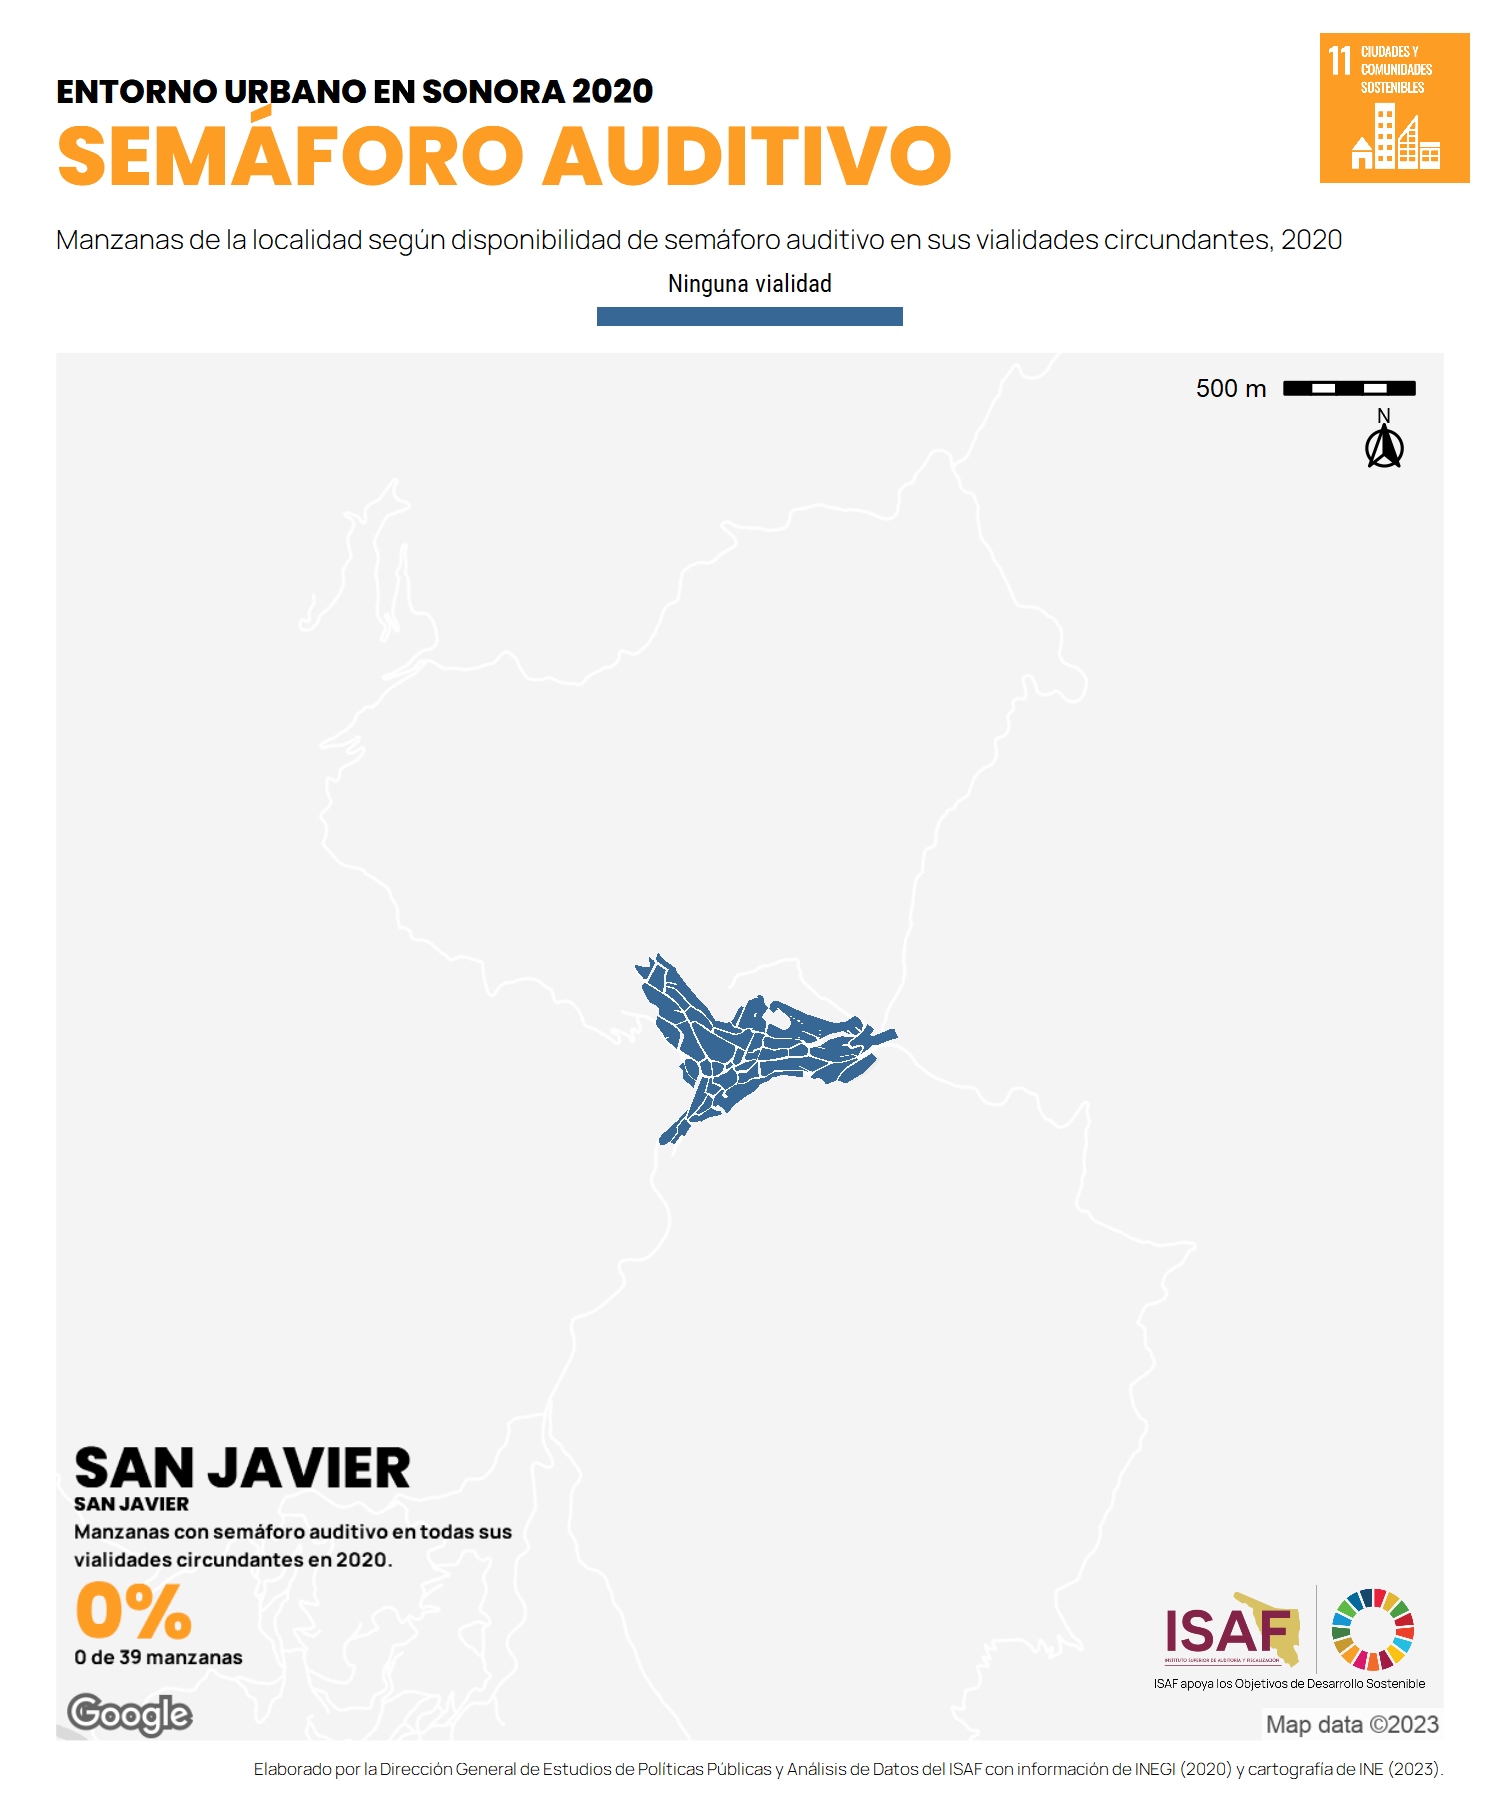 11 CIUDADES Y
COMUNIDADES
SOSTENIBLES
ENTORNO URBANO EN SONORA 2020
SEMÁFORO AUDITIVO
Manzanas de la localidad según disponibilidad de semáforo auditivo en sus vialidades circundantes, 2020
Ninguna vialidad
500 m
N
SAN JAVIER
SAN JAVIER
Manzanas con semáforo auditivo en todas sus
vialidades circundantes en 2020.
0%
0 de 39 manzanas
ISAF
INSTITUTO SUPERIOR DE AUDITORÍA Y FISCALIZACIÓN
ISAF apoya los Objetivos de Desarrollo Sostenible
Google
Map data ©2023
Elaborado por la Dirección General de Estudios de Políticas Públicas y Análisis de Datos del ISAF con información de INEGI (2020) y cartografía de INE (2023).